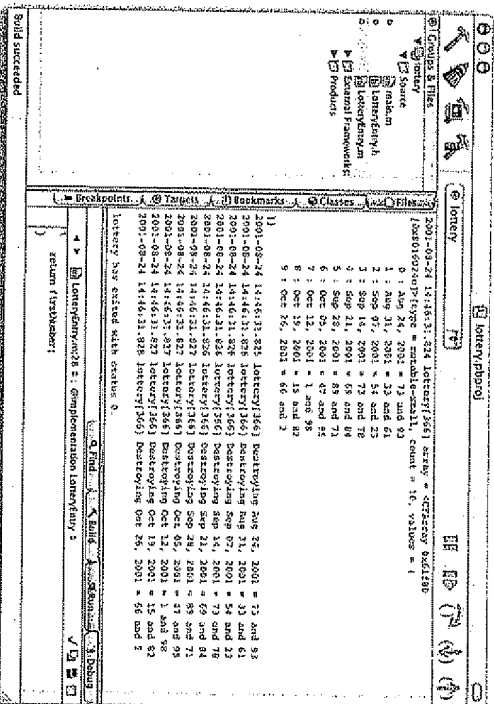 lottery.pbproj
lottery
Groups & Files
lottery
Source
main.m
LotteryEntry.h
LotteryEntry.m
External Frameworks
Products
Files
Classes
Bookmarks
Targets
Breakpoints
2001-08-24 14:46:31.824 lottery[366] array = <CFArray
{type = mutable-small, count = 10, values = (
0 : Aug 24, 2001 = 73 and 93
1 : Aug 31, 2001 = 33 and 61
2 : Sep 07, 2001 = 54 and 23
3 : Sep 14, 2001 = 73 and 78
4 : Sep 21, 2001 = 69 and 84
5 : Sep 28, 2001 = 89 and 71
6 : Oct 05, 2001 = 47 and 95
7 : Oct 12, 2001 = 1 and 98
8 : Oct 19, 2001 = 15 and 82
9 : Oct 26, 2001 = 66 and 2
)}
2001-08-24 14:46:31.825 lottery[366] Destroying Aug 24, 2001 = 73 and 93
2001-08-24 14:46:31.826 lottery[366] Destroying Aug 31, 2001 = 33 and 61
2001-08-24 14:46:31.826 lottery[366] Destroying Sep 07, 2001 = 54 and 23
2001-08-24 14:46:31.826 lottery[366] Destroying Sep 14, 2001 = 73 and 78
2001-08-24 14:46:31.826 lottery[366] Destroying Sep 21, 2001 = 69 and 84
2001-08-24 14:46:31.827 lottery[366] Destroying Sep 28, 2001 = 89 and 71
2001-08-24 14:46:31.827 lottery[366] Destroying Oct 05, 2001 = 47 and 95
2001-08-24 14:46:31.827 lottery[366] Destroying Oct 12, 2001 = 1 and 98
2001-08-24 14:46:31.827 lottery[366] Destroying Oct 19, 2001 = 15 and 82
2001-08-24 14:46:31.828 lottery[366] Destroying Oct 26, 2001 = 66 and 2
lottery has exited with status 0.
Find
Build
Run
Debug
LotteryEntry.m:28 : @implementation LotteryEntry
return firstNumber;
}
Build succeeded